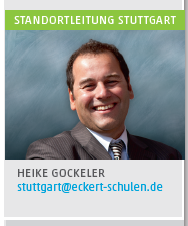 STANDORTLEITUNG STUTTGART
HEIKE GOCKELER
stuttgart@eckert-schulen.de